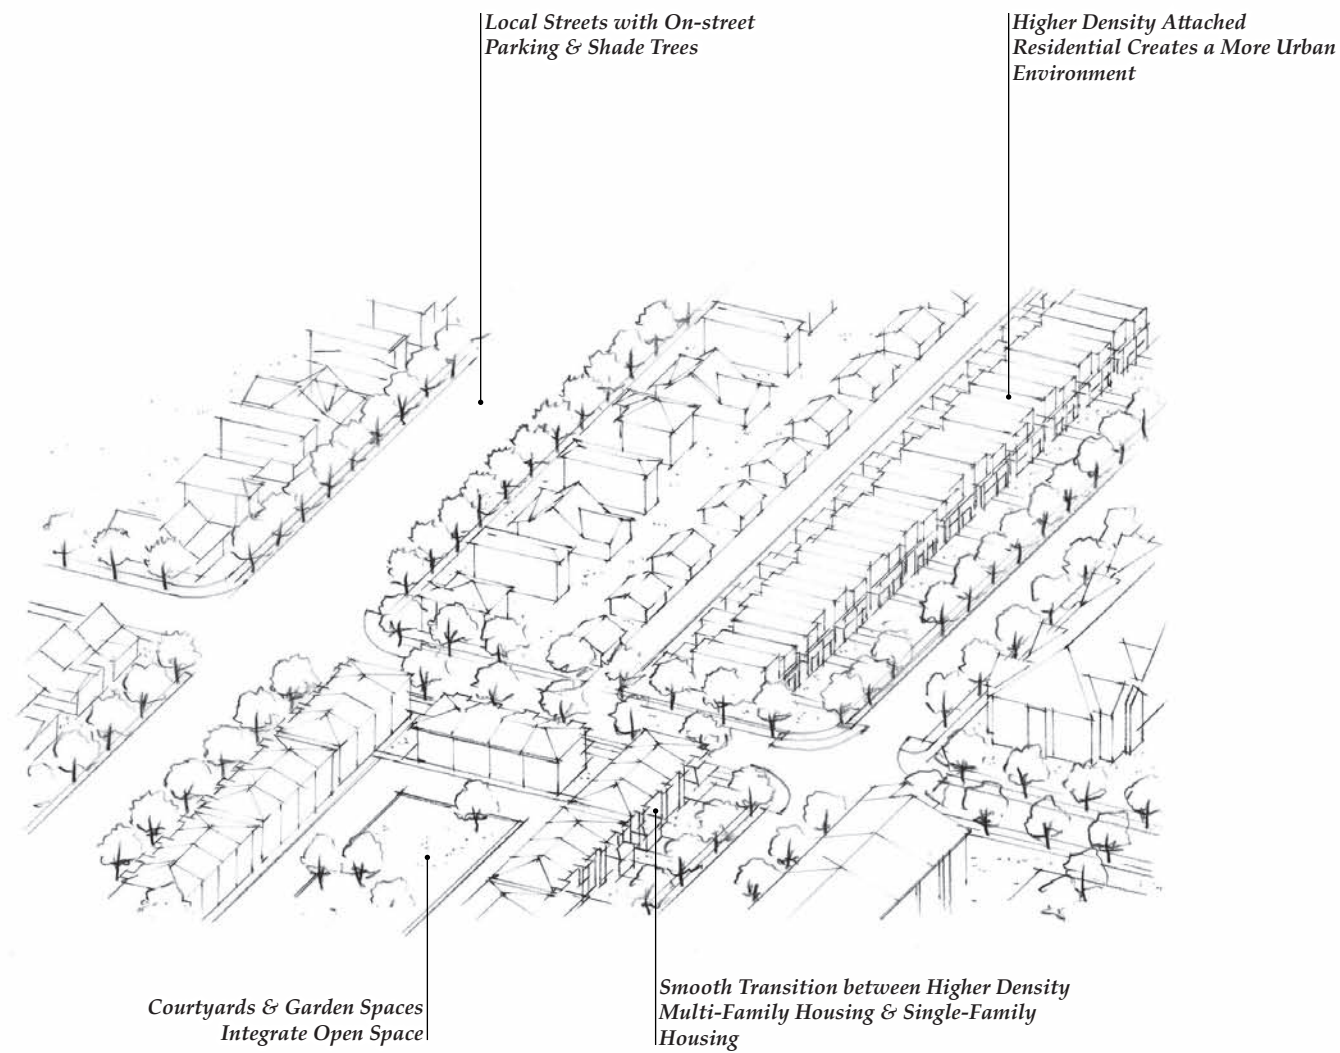 Local Streets with On-street
Parking & Shade Trees
Higher Density Attached
Residential Creates a More Urban
Environment
Courtyards & Garden Spaces
Integrate Open Space
Smooth Transition between Higher Density
Multi-Family Housing & Single-Family
Housing